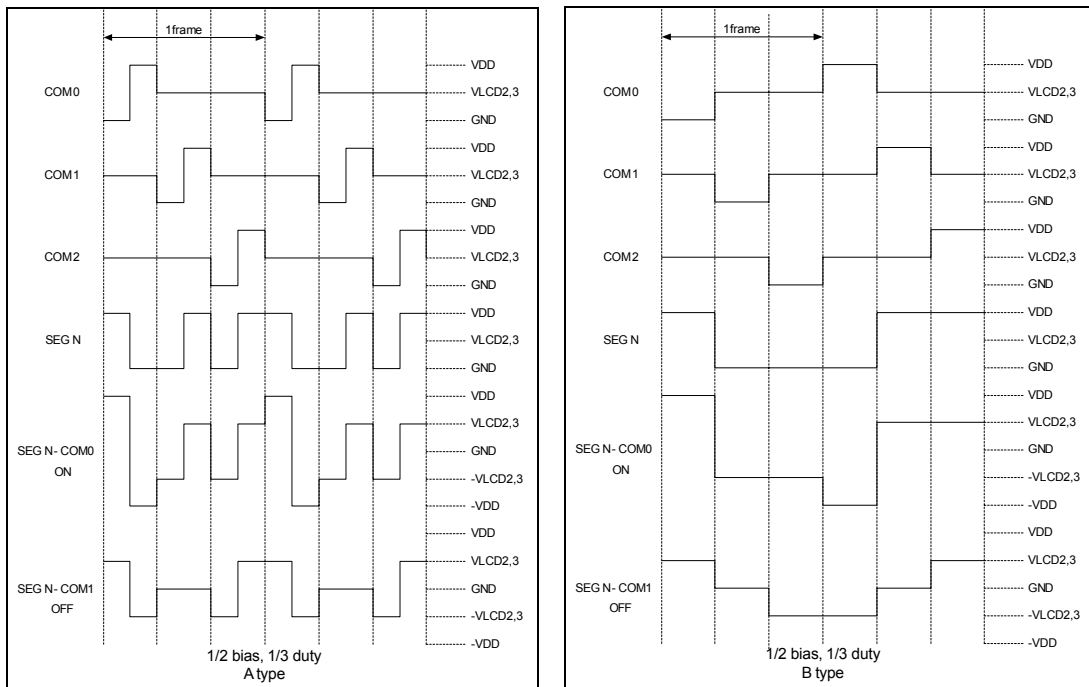 1frame
COM0
VDD
VLCD2,3
GND
COM1
VDD
VLCD2,3
GND
COM2
VDD
VLCD2,3
GND
SEG N
VDD
VLCD2,3
GND
SEG N- COM0
ON
VDD
VLCD2,3
GND
-VLCD2,3
-VDD
SEG N- COM1
OFF
VDD
VLCD2,3
GND
-VLCD2,3
-VDD
1/2 bias, 1/3 duty
A type
1frame
COM0
VDD
VLCD2,3
GND
COM1
VDD
VLCD2,3
GND
COM2
VDD
VLCD2,3
GND
SEG N
VDD
VLCD2,3
GND
SEG N- COM0
ON
VDD
VLCD2,3
GND
-VLCD2,3
-VDD
SEG N- COM1
OFF
VDD
VLCD2,3
GND
-VLCD2,3
-VDD
1/2 bias, 1/3 duty
B type